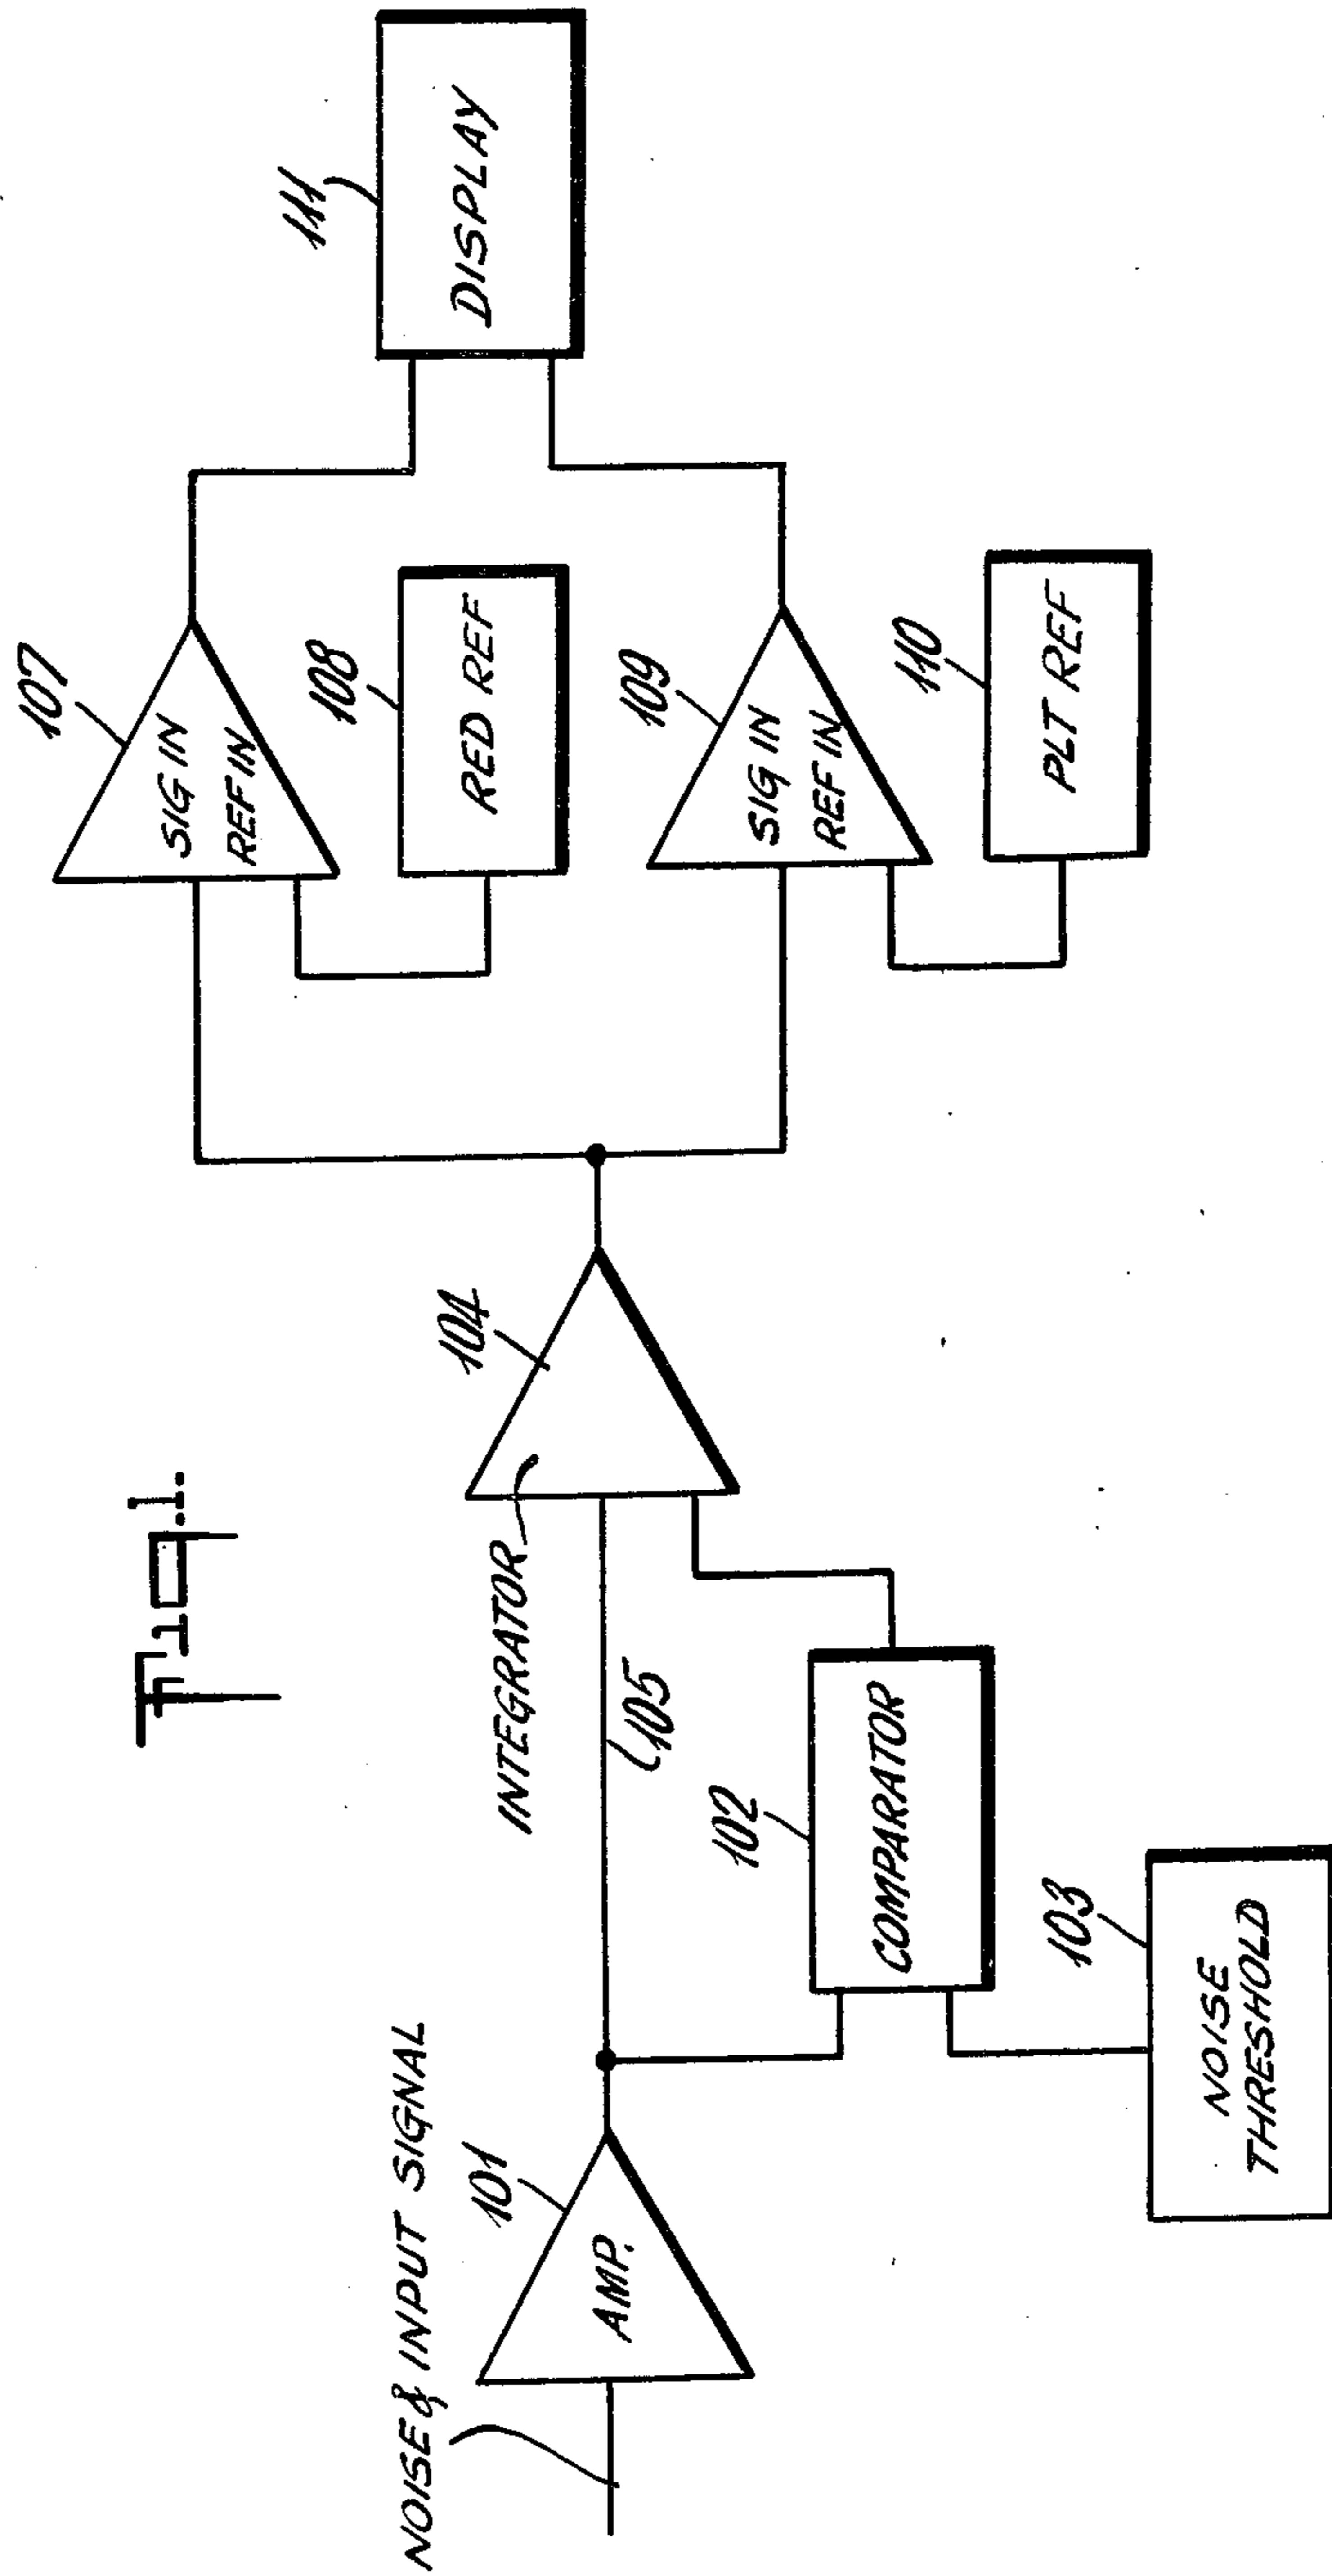 Fig.1.
NOISE & INPUT SIGNAL
101
AMP.
INTEGRATOR
104
105
102
COMPARATOR
103
NOISE
THRESHOLD
107
SIG IN
REF IN
108
RED REF
109
SIG IN
REF IN
110
PLT REF
111
DISPLAY